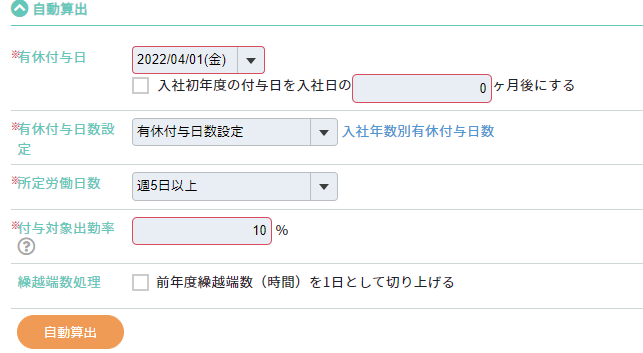 自動算出
※有休付与日
2022/04/01(金)
入社初年度の付与日を入社日の 0 ヶ月後にする
※有休付与日数設
定
有休付与日数設定
入社年数別有休付与日数
※所定労働日数
週5日以上
※付与対象出勤率
?
10 %
繰越端数処理
前年度繰越端数（時間）を1日として切り上げる
自動算出